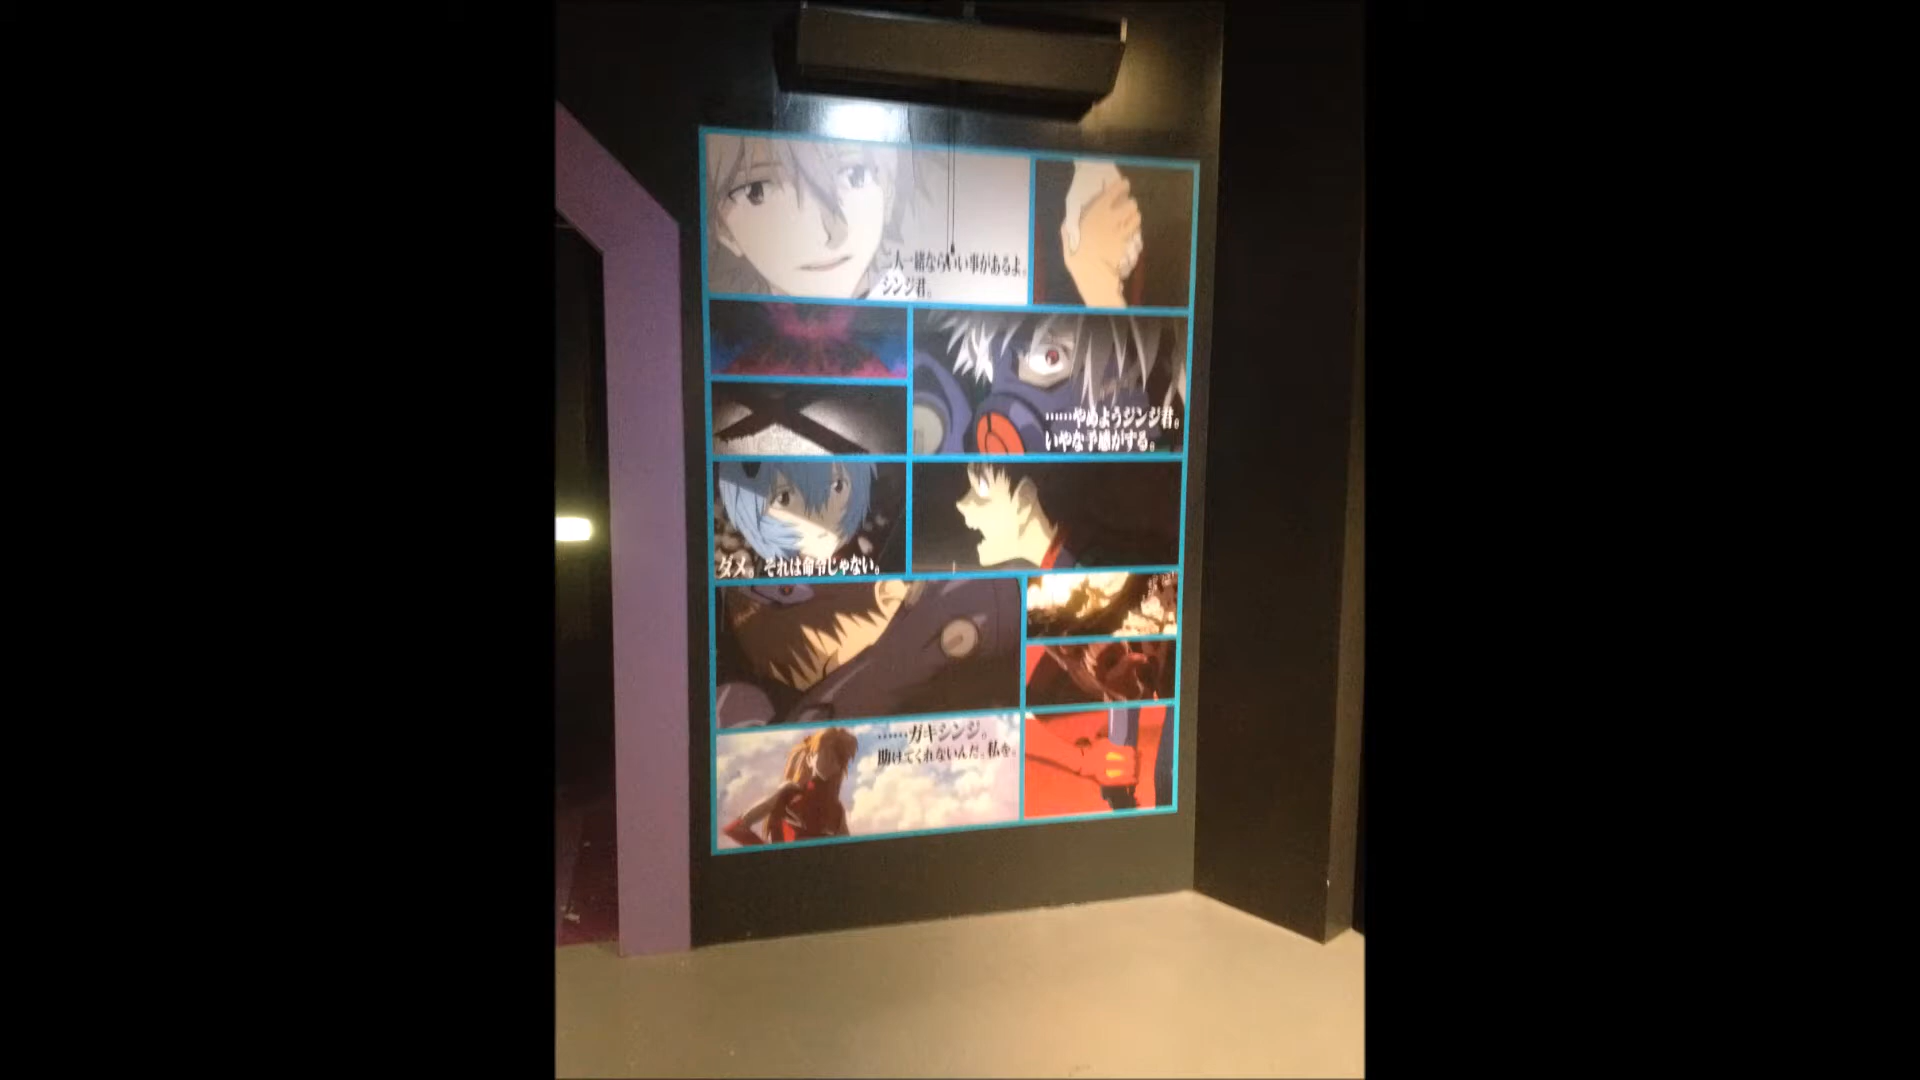 二人一緒ならいい事があるよ。
シンジ君。
……やめようシンジ君。
いやな予感がする。
ダメ。それは命令じゃない。
……ガキシンジ。
助けてくれないんだ。私を。